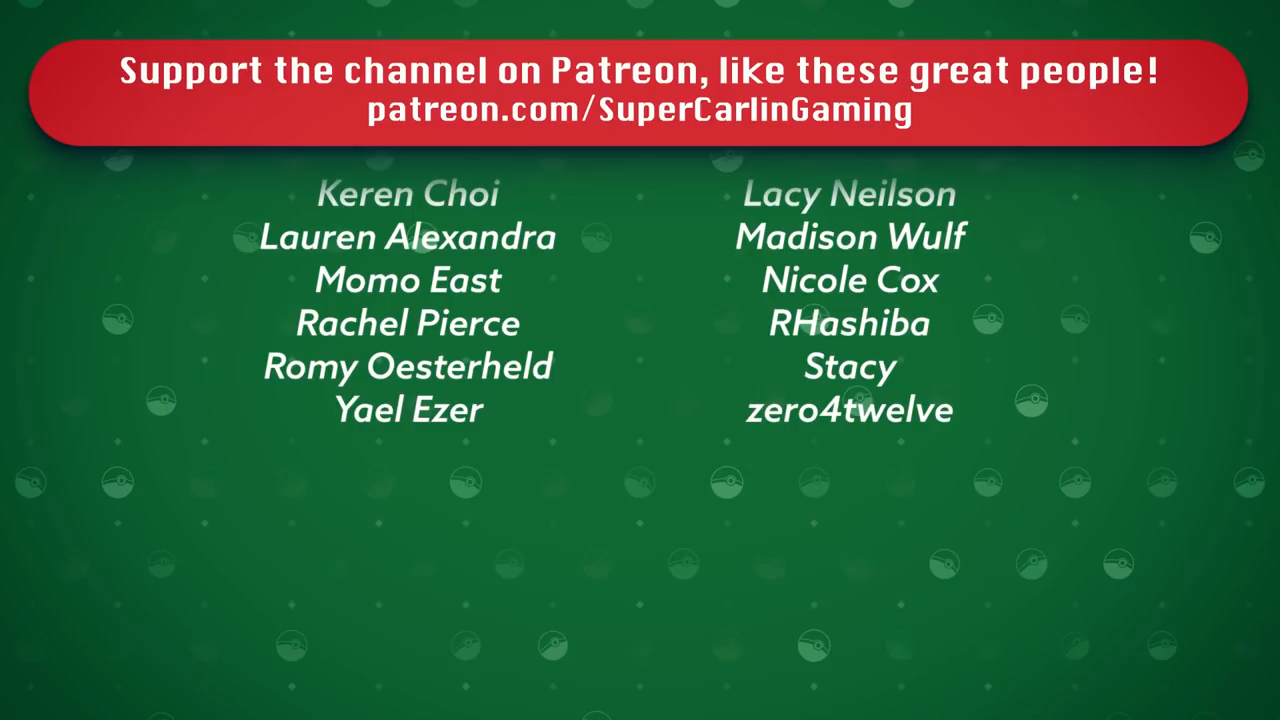 Support the channel on Patreon, like these great people!
patreon.com/SuperCarlinGaming
Keren Choi
Lauren Alexandra
Momo East
Rachel Pierce
Romy Oesterheld
Yael Ezer
Lacy Neilson
Madison Wulf
Nicole Cox
RHashiba
Stacy
zero4twelve